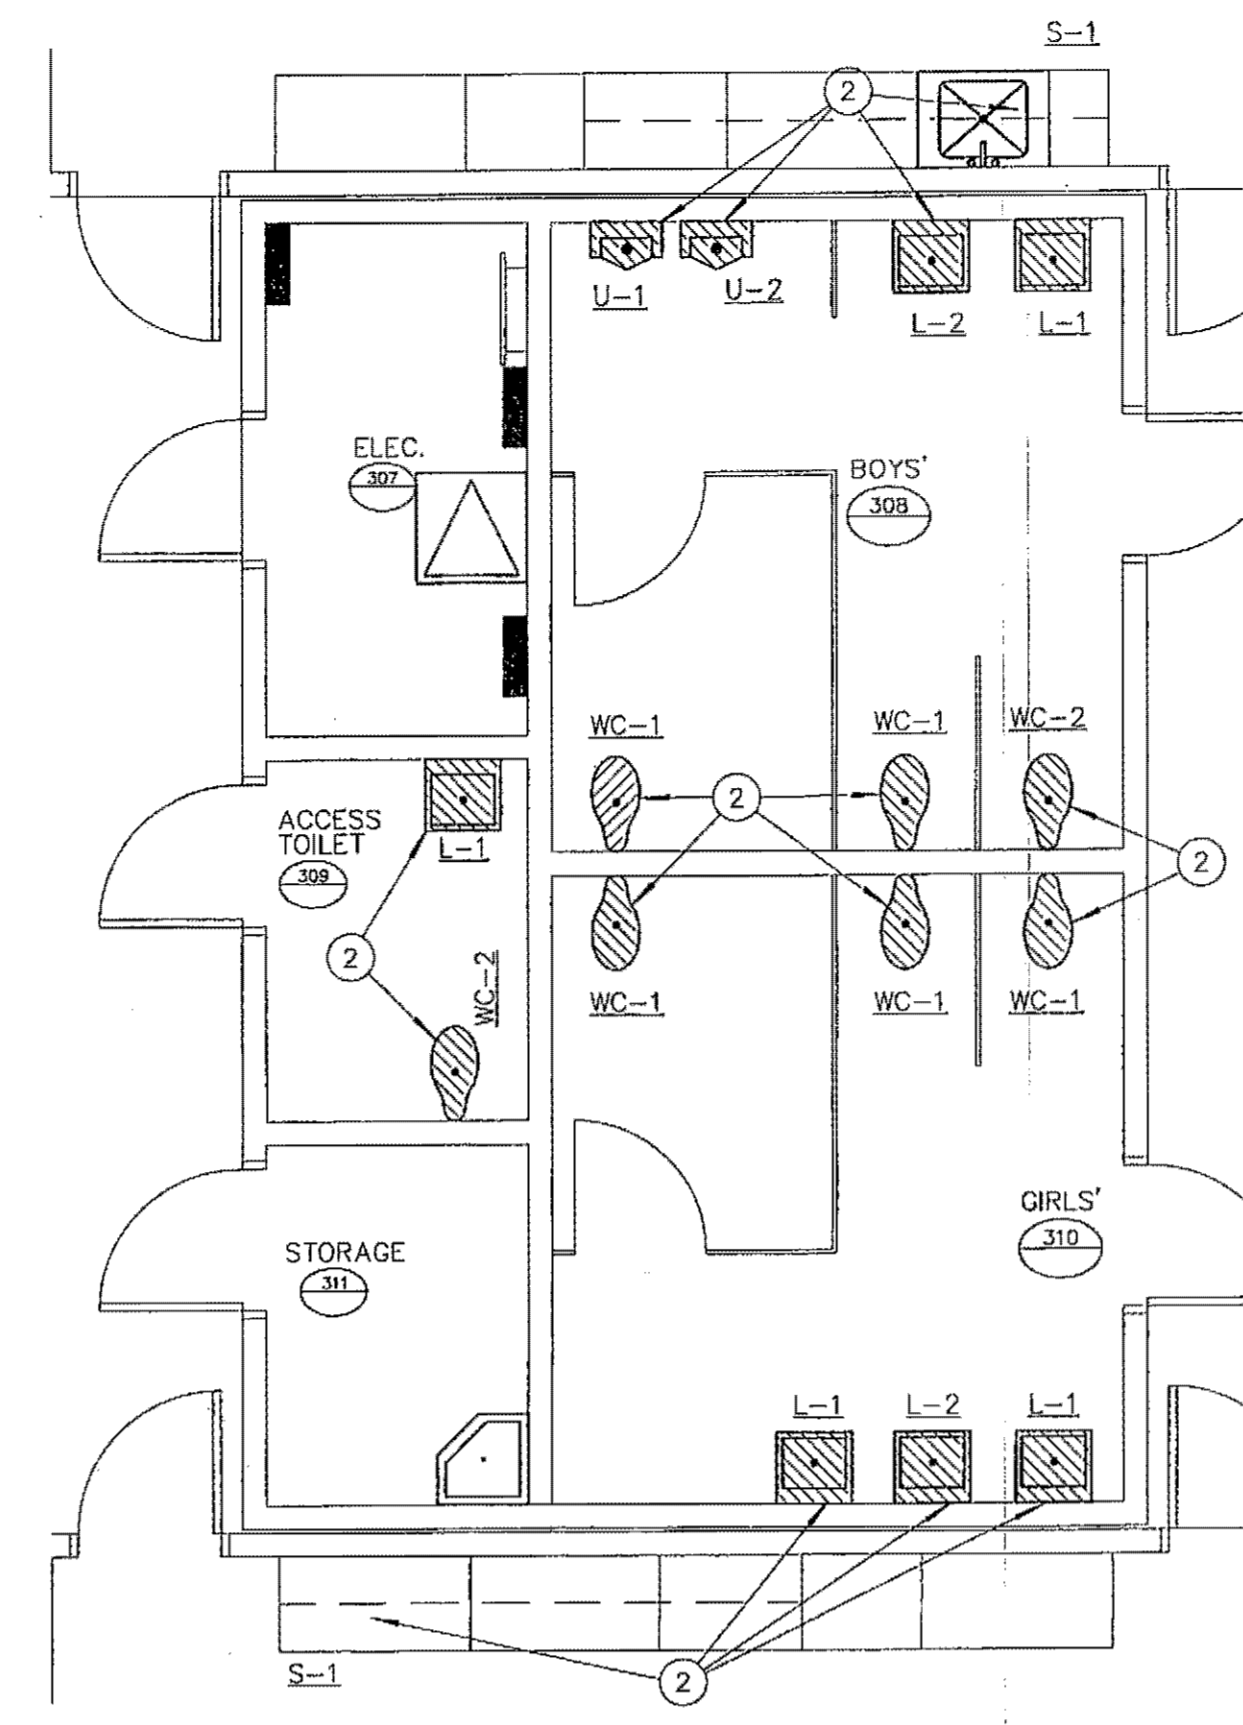 S-1
2
U-1
U-2
L-2
L-1
ELEC.
307
BOYS'
308
WC-1
WC-1
WC-2
2
ACCESS
TOILET
309
L-1
2
2
WC-2
WC-1
WC-1
WC-1
GIRLS'
310
STORAGE
311
L-1
L-2
L-1
S-1
2